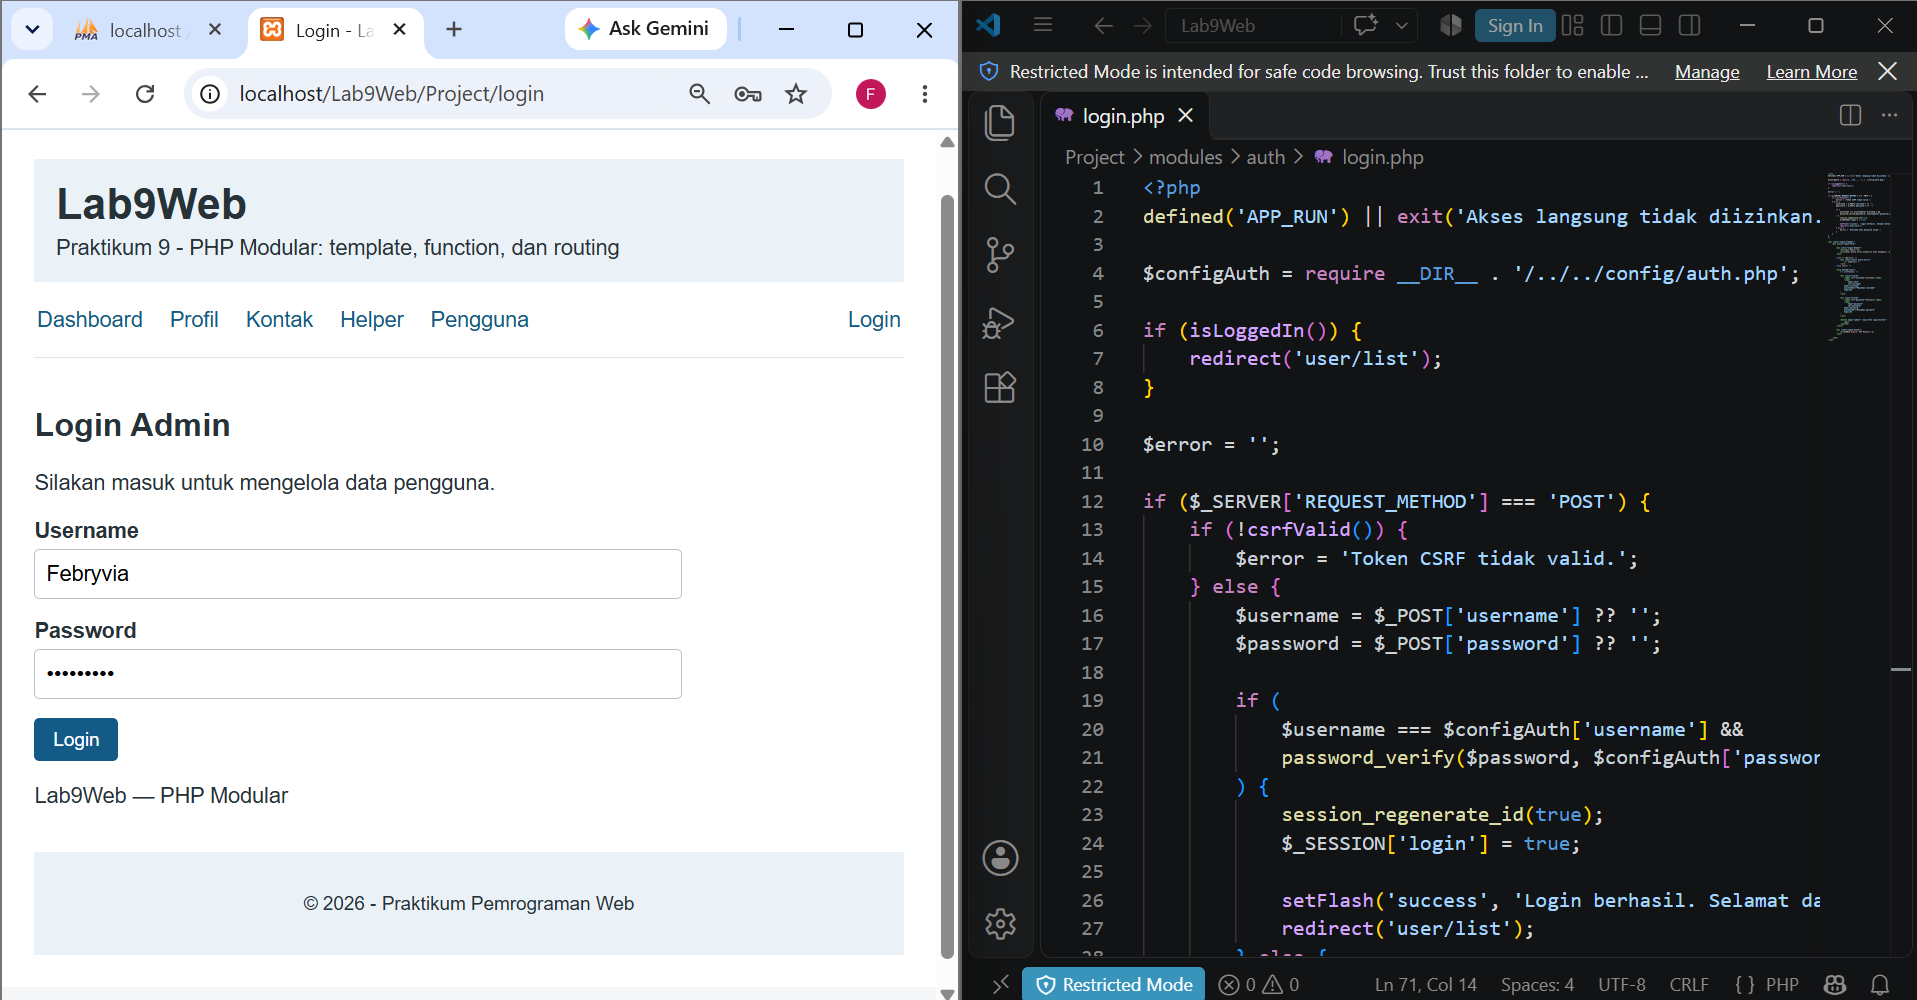 localhost /
Login - La
Ask Gemini
localhost/Lab9Web/Project/login
F
Lab9Web
Praktikum 9 - PHP Modular: template, function, dan routing
Dashboard Profil Kontak Helper Pengguna Login
Login Admin
Silakan masuk untuk mengelola data pengguna.
Username
Febryvia
Password
•••••••••
Login
Lab9Web — PHP Modular
© 2026 - Praktikum Pemrograman Web
Lab9Web
Sign In
Restricted Mode is intended for safe code browsing. Trust this folder to enable ... Manage Learn More
login.php
Project > modules > auth > login.php
1 <?php
2 defined('APP_RUN') || exit('Akses langsung tidak diizinkan.
3
4 $configAuth = require __DIR__ . '/../../config/auth.php';
5
6 if (isLoggedIn()) {
7 redirect('user/list');
8 }
9
10 $error = '';
11
12 if ($_SERVER['REQUEST_METHOD'] === 'POST') {
13 if (!csrfValid()) {
14 $error = 'Token CSRF tidak valid.';
15 } else {
16 $username = $_POST['username'] ?? '';
17 $password = $_POST['password'] ?? '';
18
19 if (
20 $username === $configAuth['username'] &&
21 password_verify($password, $configAuth['passwor
22 ) {
23 session_regenerate_id(true);
24 $_SESSION['login'] = true;
25
26 setFlash('success', 'Login berhasil. Selamat da
27 redirect('user/list');
28 } else {
Restricted Mode 0 0 Ln 71, Col 14 Spaces: 4 UTF-8 CRLF { } PHP